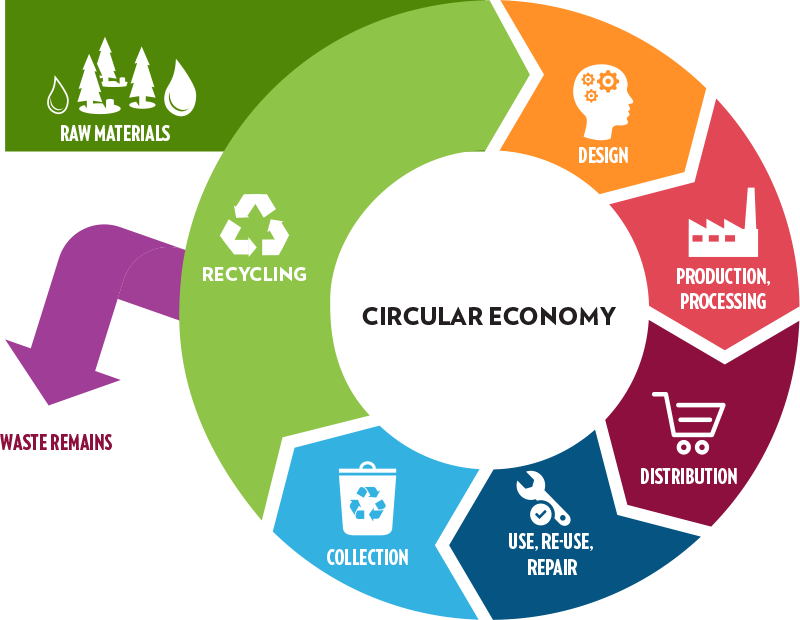 RAW MATERIALS
DESIGN
RECYCLING
PRODUCTION,
PROCESSING
CIRCULAR ECONOMY
WASTE REMAINS
DISTRIBUTION
USE, RE-USE,
REPAIR
COLLECTION